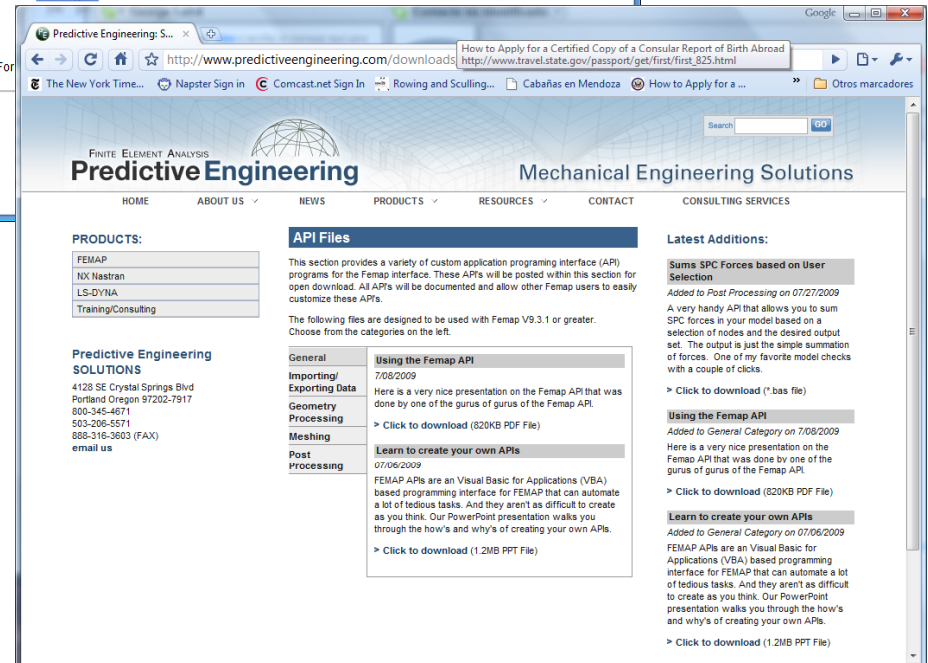 Google
Predictive Engineering: S...
How to Apply for a Certified Copy of a Consular Report of Birth Abroad
http://www.travel.state.gov/passport/get/first/first_825.html
http://www.predictiveengineering.com/downloads
For
The New York Time...
Napster Sign in
Comcast.net Sign In
Rowing and Sculling...
Cabañas en Mendoza
How to Apply for a ...
»
Otros marcadores
Search
GO
FINITE ELEMENT ANALYSIS
Predictive Engineering
Mechanical Engineering Solutions
HOME
ABOUT US
NEWS
PRODUCTS
RESOURCES
CONTACT
CONSULTING SERVICES
PRODUCTS:
FEMAP
NX Nastran
LS-DYNA
Training/Consulting
Predictive Engineering
SOLUTIONS
4128 SE Crystal Springs Blvd
Portland Oregon 97202-7917
800-345-4671
503-206-5571
888-316-3603 (FAX)
email us
API Files
This section provides a variety of custom application programing interface (API)
programs for the Femap interface. These API's will be posted within this section for
open download. All API's will be documented and allow other Femap users to easily
customize these API's.
The following files are designed to be used with Femap V9.3.1 or greater.
Choose from the categories on the left.
General
Importing/
Exporting Data
Geometry
Processing
Meshing
Post
Processing
Using the Femap API
7/08/2009
Here is a very nice presentation on the Femap API that was
done by one of the gurus of gurus of the Femap API.
> Click to download (820KB PDF File)
Learn to create your own APIs
07/06/2009
FEMAP APIs are an Visual Basic for Applications (VBA)
based programming interface for FEMAP that can automate
a lot of tedious tasks. And they aren't as difficult to create
as you think. Our PowerPoint presentation walks you
through the how's and why's of creating your own APIs.
> Click to download (1.2MB PPT File)
Latest Additions:
Sums SPC Forces based on User
Selection
Added to Post Processing on 07/27/2009
A very handy API that allows you to sum
SPC forces in your model based on a
selection of nodes and the desired output
set. The output is just the simple summation
of forces. One of my favorite model checks
with a couple of clicks.
> Click to download (*.bas file)
Using the Femap API
Added to General Category on 7/08/2009
Here is a very nice presentation on the
Femap API that was done by one of the
gurus of gurus of the Femap API.
> Click to download (820KB PDF File)
Learn to create your own APIs
Added to General Category on 07/06/2009
FEMAP APIs are an Visual Basic for
Applications (VBA) based programming
interface for FEMAP that can automate a lot
of tedious tasks. And they aren't as difficult
to create as you think. Our PowerPoint
presentation walks you through the how's
and why's of creating your own APIs.
> Click to download (1.2MB PPT File)